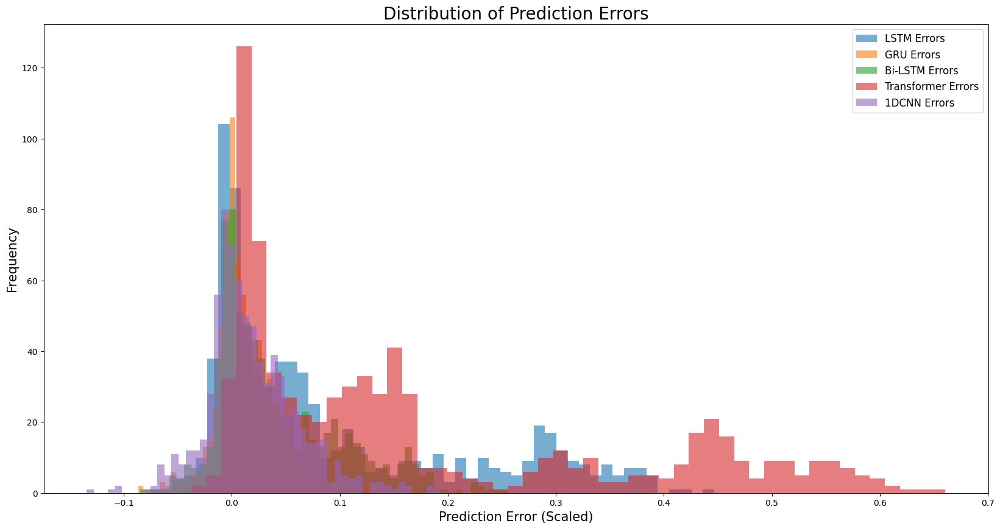 Distribution of Prediction Errors
LSTM Errors
GRU Errors
Bi-LSTM Errors
Transformer Errors
1DCNN Errors
Frequency
120
100
80
60
40
20
0
−0.1
0.0
0.1
0.2
0.3
0.4
0.5
0.6
0.7
Prediction Error (Scaled)